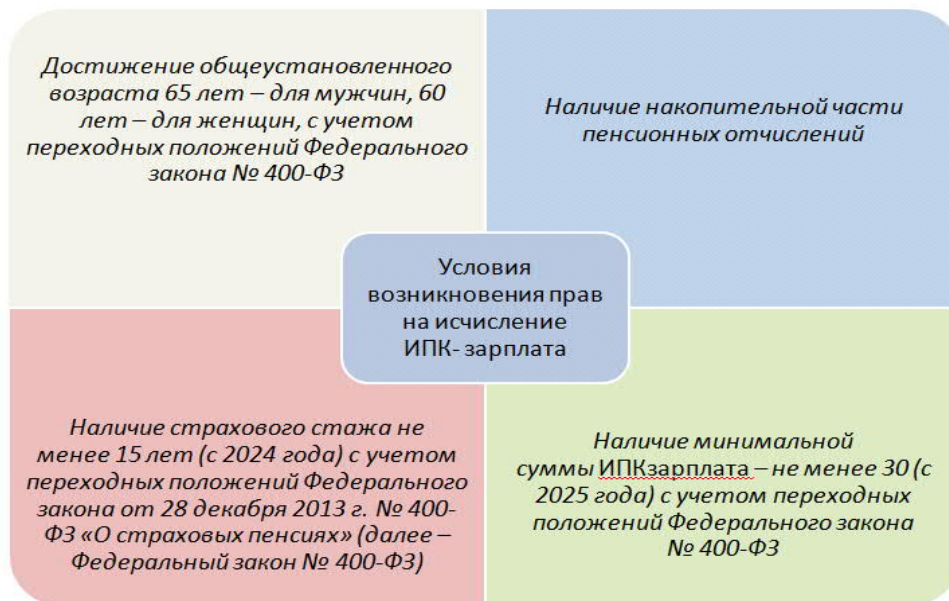 Достижение общеустановленного
возраста 65 лет – для мужчин, 60
лет – для женщин, с учетом
переходных положений Федерального
закона № 400-ФЗ
Наличие накопительной части
пенсионных отчислений
Условия
возникновения прав
на исчисление
ИПК- зарплата
Наличие страхового стажа не
менее 15 лет (с 2024 года) с учетом
переходных положений Федерального
закона от 28 декабря 2013 г. № 400-
ФЗ «О страховых пенсиях» (далее –
Федеральный закон № 400-ФЗ)
Наличие минимальной
суммы ИПКзарплата – не менее 30 (с
2025 года) с учетом переходных
положений Федерального закона
№ 400-ФЗ